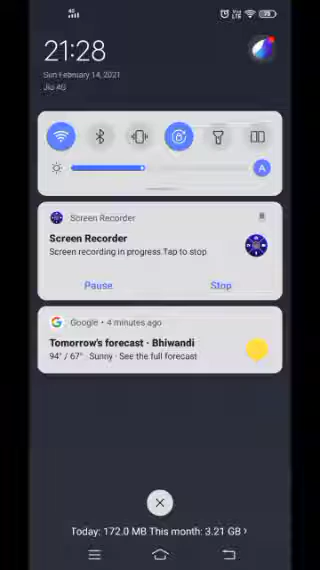 4G
Vo)
LTE
21:28
Sun February 14, 2021
Jio 4G
A
Screen Recorder
Screen Recorder
Screen recording in progress.Tap to stop
Pause
Stop
G Google • 4 minutes ago
Tomorrow's forecast · Bhiwandi
94° / 67° · Sunny · See the full forecast
Today: 172.0 MB This month: 3.21 GB ›